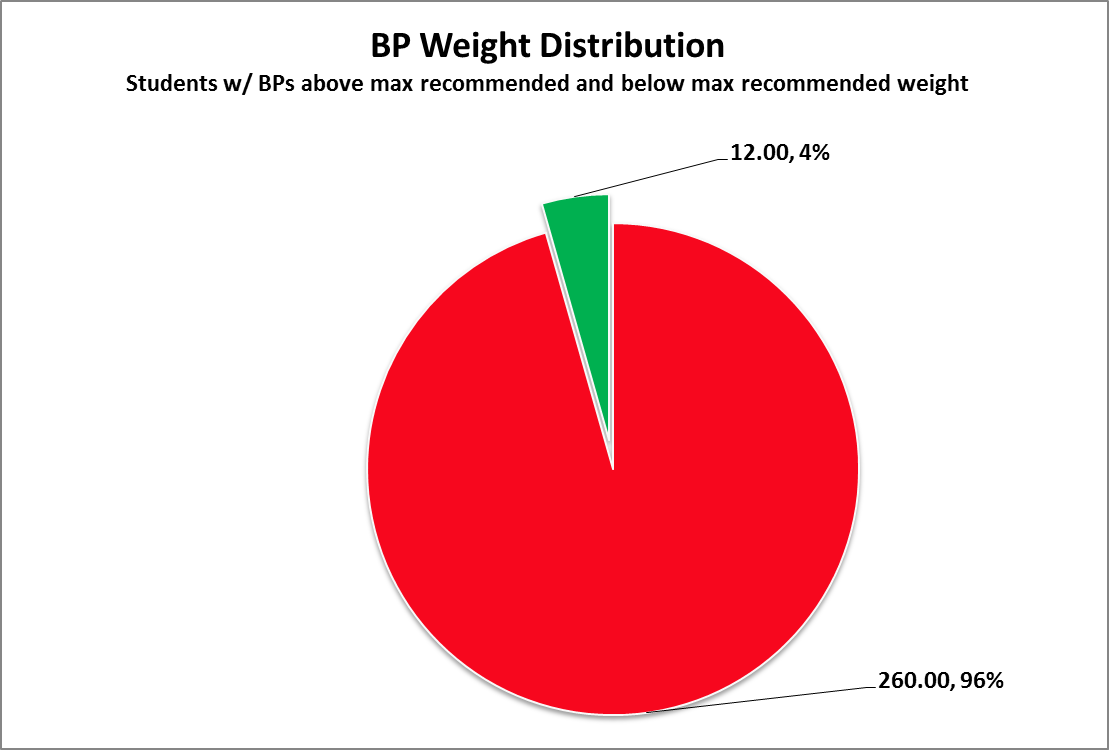 BP Weight Distribution
Students w/ BPs above max recommended and below max recommended weight
12.00, 4%
260.00, 96%